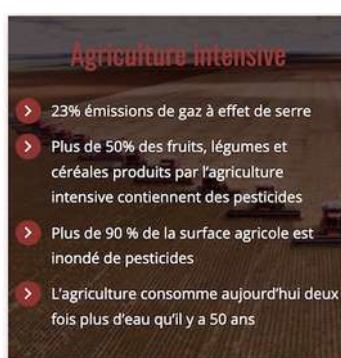 Agriculture intensive
23% émissions de gaz à effet de serre
Plus de 50% des fruits, légumes et
céréales produits par l'agriculture
intensive contiennent des pesticides
Plus de 90 % de la surface agricole est
inondé de pesticides
L'agriculture consomme aujourd'hui deux
fois plus d'eau qu'il y a 50 ans